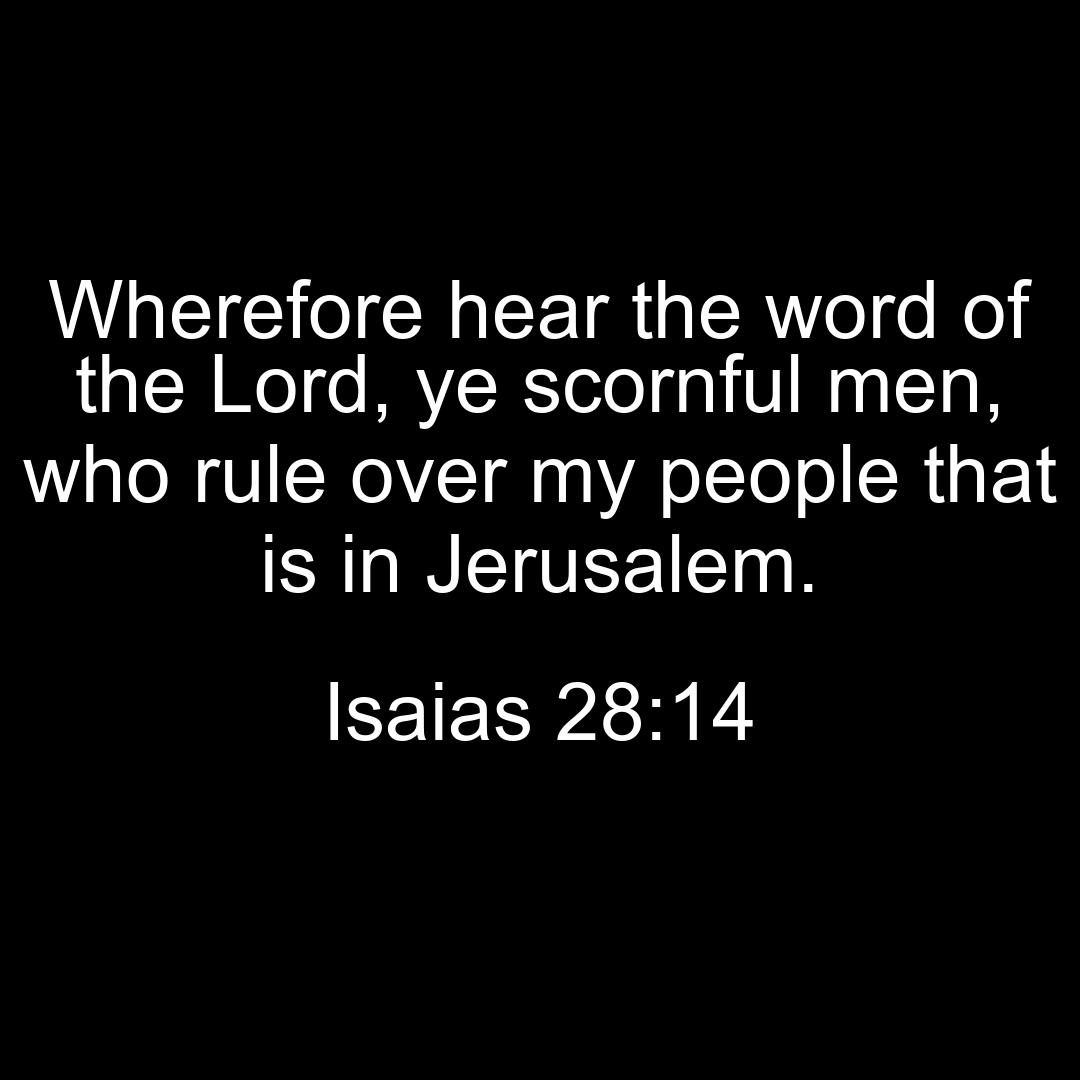 Wherefore hear the word of
the Lord, ye scornful men,
who rule over my people that
is in Jerusalem.
Isaias 28:14